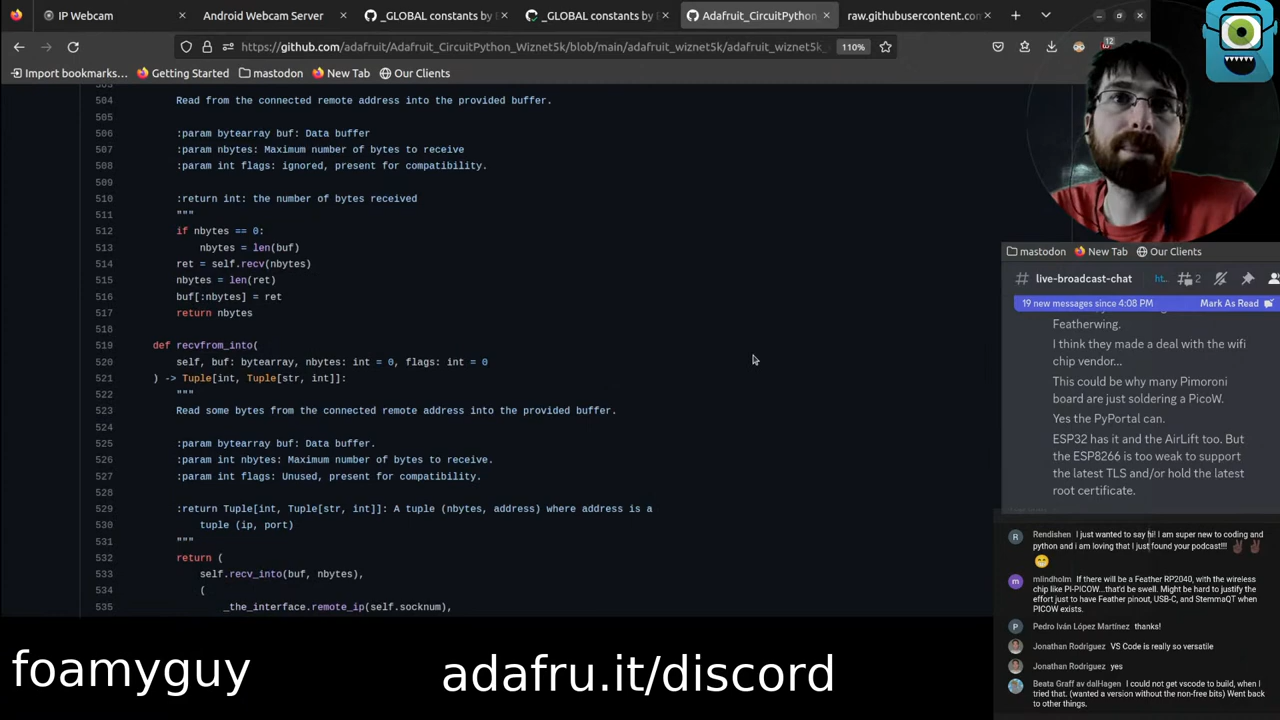 IP Webcam
Android Webcam Server
_GLOBAL constants by E
_GLOBAL constants by E
Adafruit_CircuitPython
raw.githubusercontent.co
https://github.com/adafruit/Adafruit_CircuitPython_Wiznet5k/blob/main/adafruit_wiznet5k/adafruit_wiznet5k_
110%
12
Import bookmarks...
Getting Started
mastodon
New Tab
Our Clients
503
504 Read from the connected remote address into the provided buffer.
505
506 :param bytearray buf: Data buffer
507 :param nbytes: Maximum number of bytes to receive
508 :param int flags: ignored, present for compatibility.
509
510 :return int: the number of bytes received
511 """
512 if nbytes == 0:
513 nbytes = len(buf)
514 ret = self.recv(nbytes)
515 nbytes = len(ret)
516 buf[:nbytes] = ret
517 return nbytes
518
519 def recvfrom_into(
520 self, buf: bytearray, nbytes: int = 0, flags: int = 0
521 ) -> Tuple[int, Tuple[str, int]]:
522 """
523 Read some bytes from the connected remote address into the provided buffer.
524
525 :param bytearray buf: Data buffer.
526 :param int nbytes: Maximum number of bytes to receive.
527 :param int flags: Unused, present for compatibility.
528
529 :return Tuple[int, Tuple[str, int]]: A tuple (nbytes, address) where address is a
530 tuple (ip, port)
531 """
532 return (
533 self.recv_into(buf, nbytes),
534 (
535 _the_interface.remote_ip(self.socknum),
mastodon
New Tab
Our Clients
# live-broadcast-chat
ht...
2
19 new messages since 4:08 PM
Mark As Read
Featherwing.
I think they made a deal with the wifi
chip vendor...
This could be why many Pimoroni
board are just soldering a PicoW.
Yes the PyPortal can.
ESP32 has it and the AirLift too. But
the ESP8266 is too weak to support
the latest TLS and/or hold the latest
root certificate.
R
Rendishen I just wanted to say hi! I am super new to coding and
python and i am loving that I just found your podcast!!! ✌🏿✌🏿
😁
m
mlindholm If there will be a Feather RP2040, with the wireless
chip like PI-PICOW...that'd be swell. Might be hard to justify the
effort just to have Feather pinout, USB-C, and StemmaQT when
PICOW exists.
P
Pedro Iván López Martínez thanks!
Jonathan Rodriguez VS Code is really so versatile
Jonathan Rodriguez yes
Beata Graff av dalHagen I could not get vscode to build, when I
tried that. (wanted a version without the non-free bits) Went back
to other things.
foamyguy
adafru.it/discord